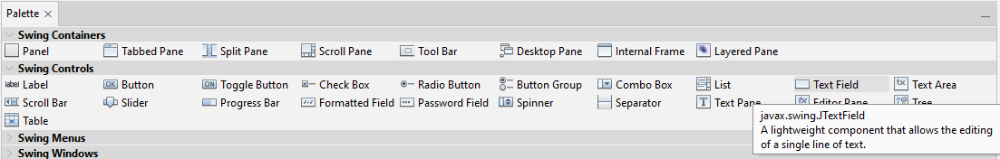 Palette
Swing Containers
Panel Tabbed Pane Split Pane Scroll Pane Tool Bar Desktop Pane Internal Frame Layered Pane
Swing Controls
label Label OK Button ON Toggle Button Check Box Radio Button Button Group Combo Box List Text Field Text Area
Scroll Bar Slider Progress Bar Formatted Field Password Field Spinner Separator T Text Pane Editor Pane Tree
Table
javax.swing.JTextField
A lightweight component that allows the editing
of a single line of text.
Swing Menus
Swing Windows